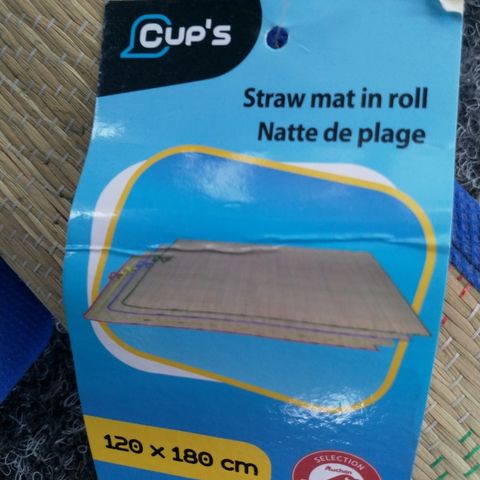 Cup's
Straw mat in roll
Natte de plage
120 x 180 cm
SELECTION
Auchan